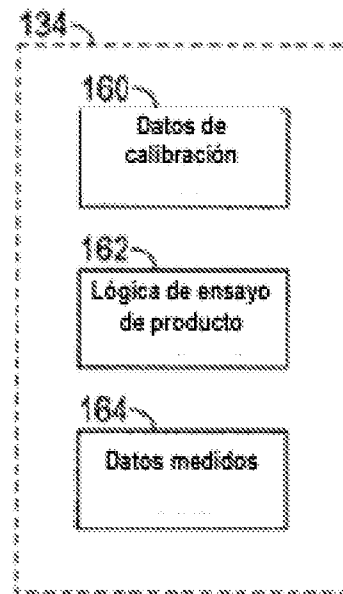 134
160
Datos de
calibración
162
Lógica de ensayo
de producto
164
Datos medidos